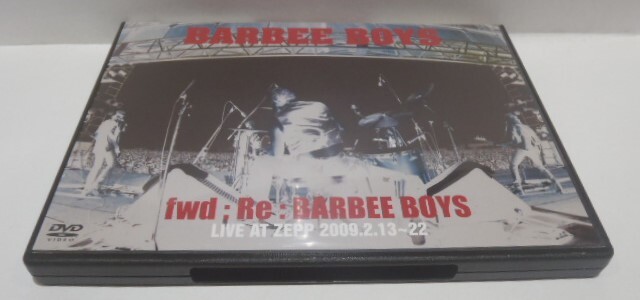 BARBEE BOYS
fwd : Re : BARBEE BOYS
LIVE AT ZEPP 2009.2.13~22
DVD
VIDEO